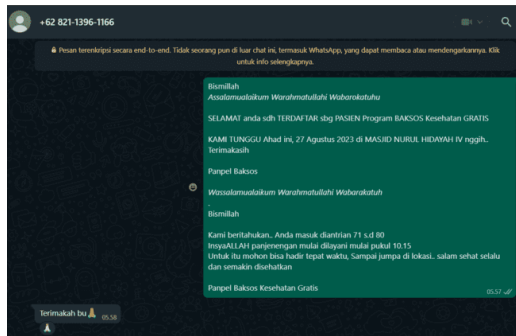 +62 821-1396-1166
Pesan terenkripsi secara end-to-end. Tidak seorang pun di luar chat ini, termasuk WhatsApp, yang dapat membaca atau mendengarkannya. Klik
untuk info selengkapnya.
Bismillah
Assalamualaikum Warahmatullahi Wabarokatuhu
SELAMAT anda sdh TERDAFTAR sbg PASIEN Program BAKSOS Kesehatan GRATIS
KAMI TUNGGU Ahad ini, 27 Agustus 2023 di MASJID NURUL HIDAYAH IV nggih..
Terimakasih
Panpel Baksos
Wassalamualaikum Warahmatullahi Wabarakatuh
.
Bismillah
Kami beritahukan.. Anda masuk diantrian 71 s.d 80
InsyaALLAH panjenengan mulai dilayani mulai pukul 10.15
Untuk itu mohon bisa hadir tepat waktu, Sampai jumpa di lokasi.. salam sehat selalu
dan semakin disehatkan
Panpel Baksos Kesehatan Gratis
05.57
Terimakah bu🙏 05.58